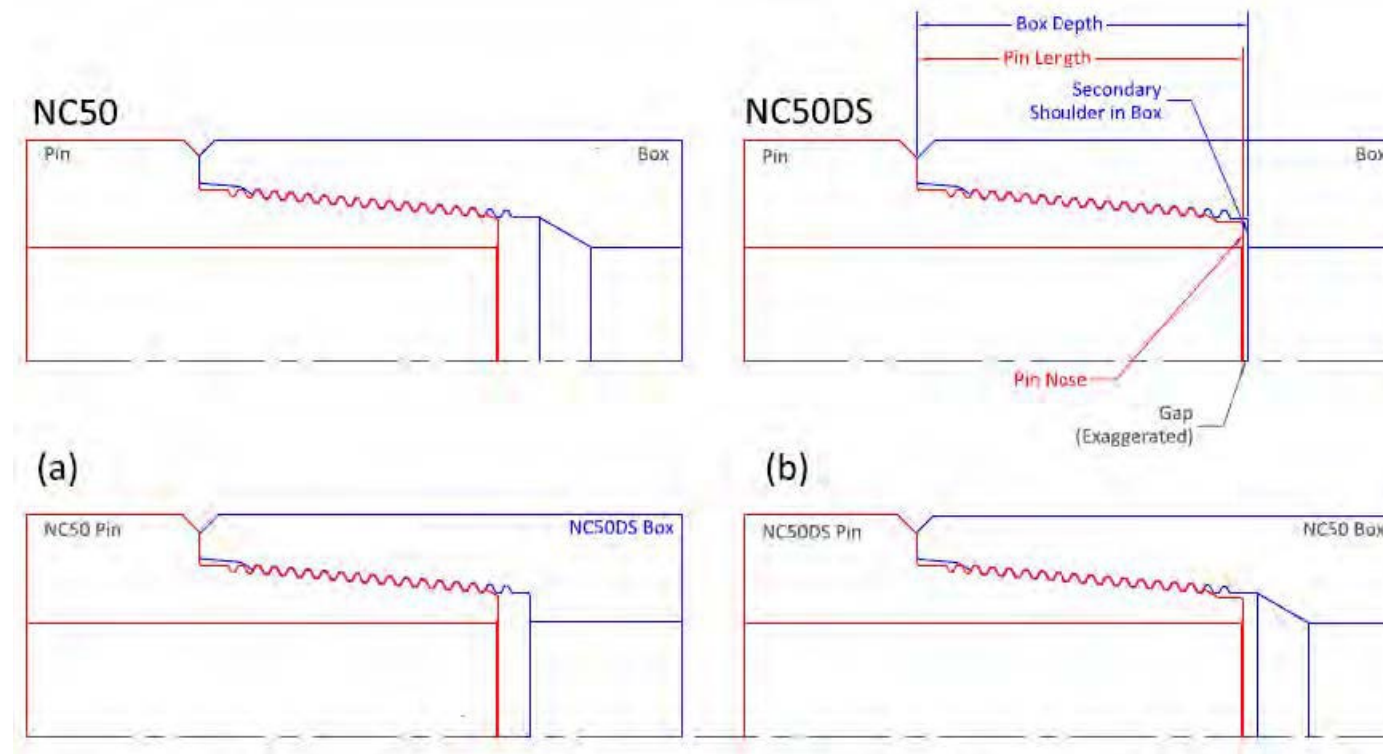 NC50
Pin
Box
NC50DS
Pin
Box
Box Depth
Pin Length
Secondary
Shoulder in Box
Pin Nose
Gap
(Exaggerated)
(a)
(b)
NC50 Pin
NC50DS Box
NC50DS Pin
NC50 Box